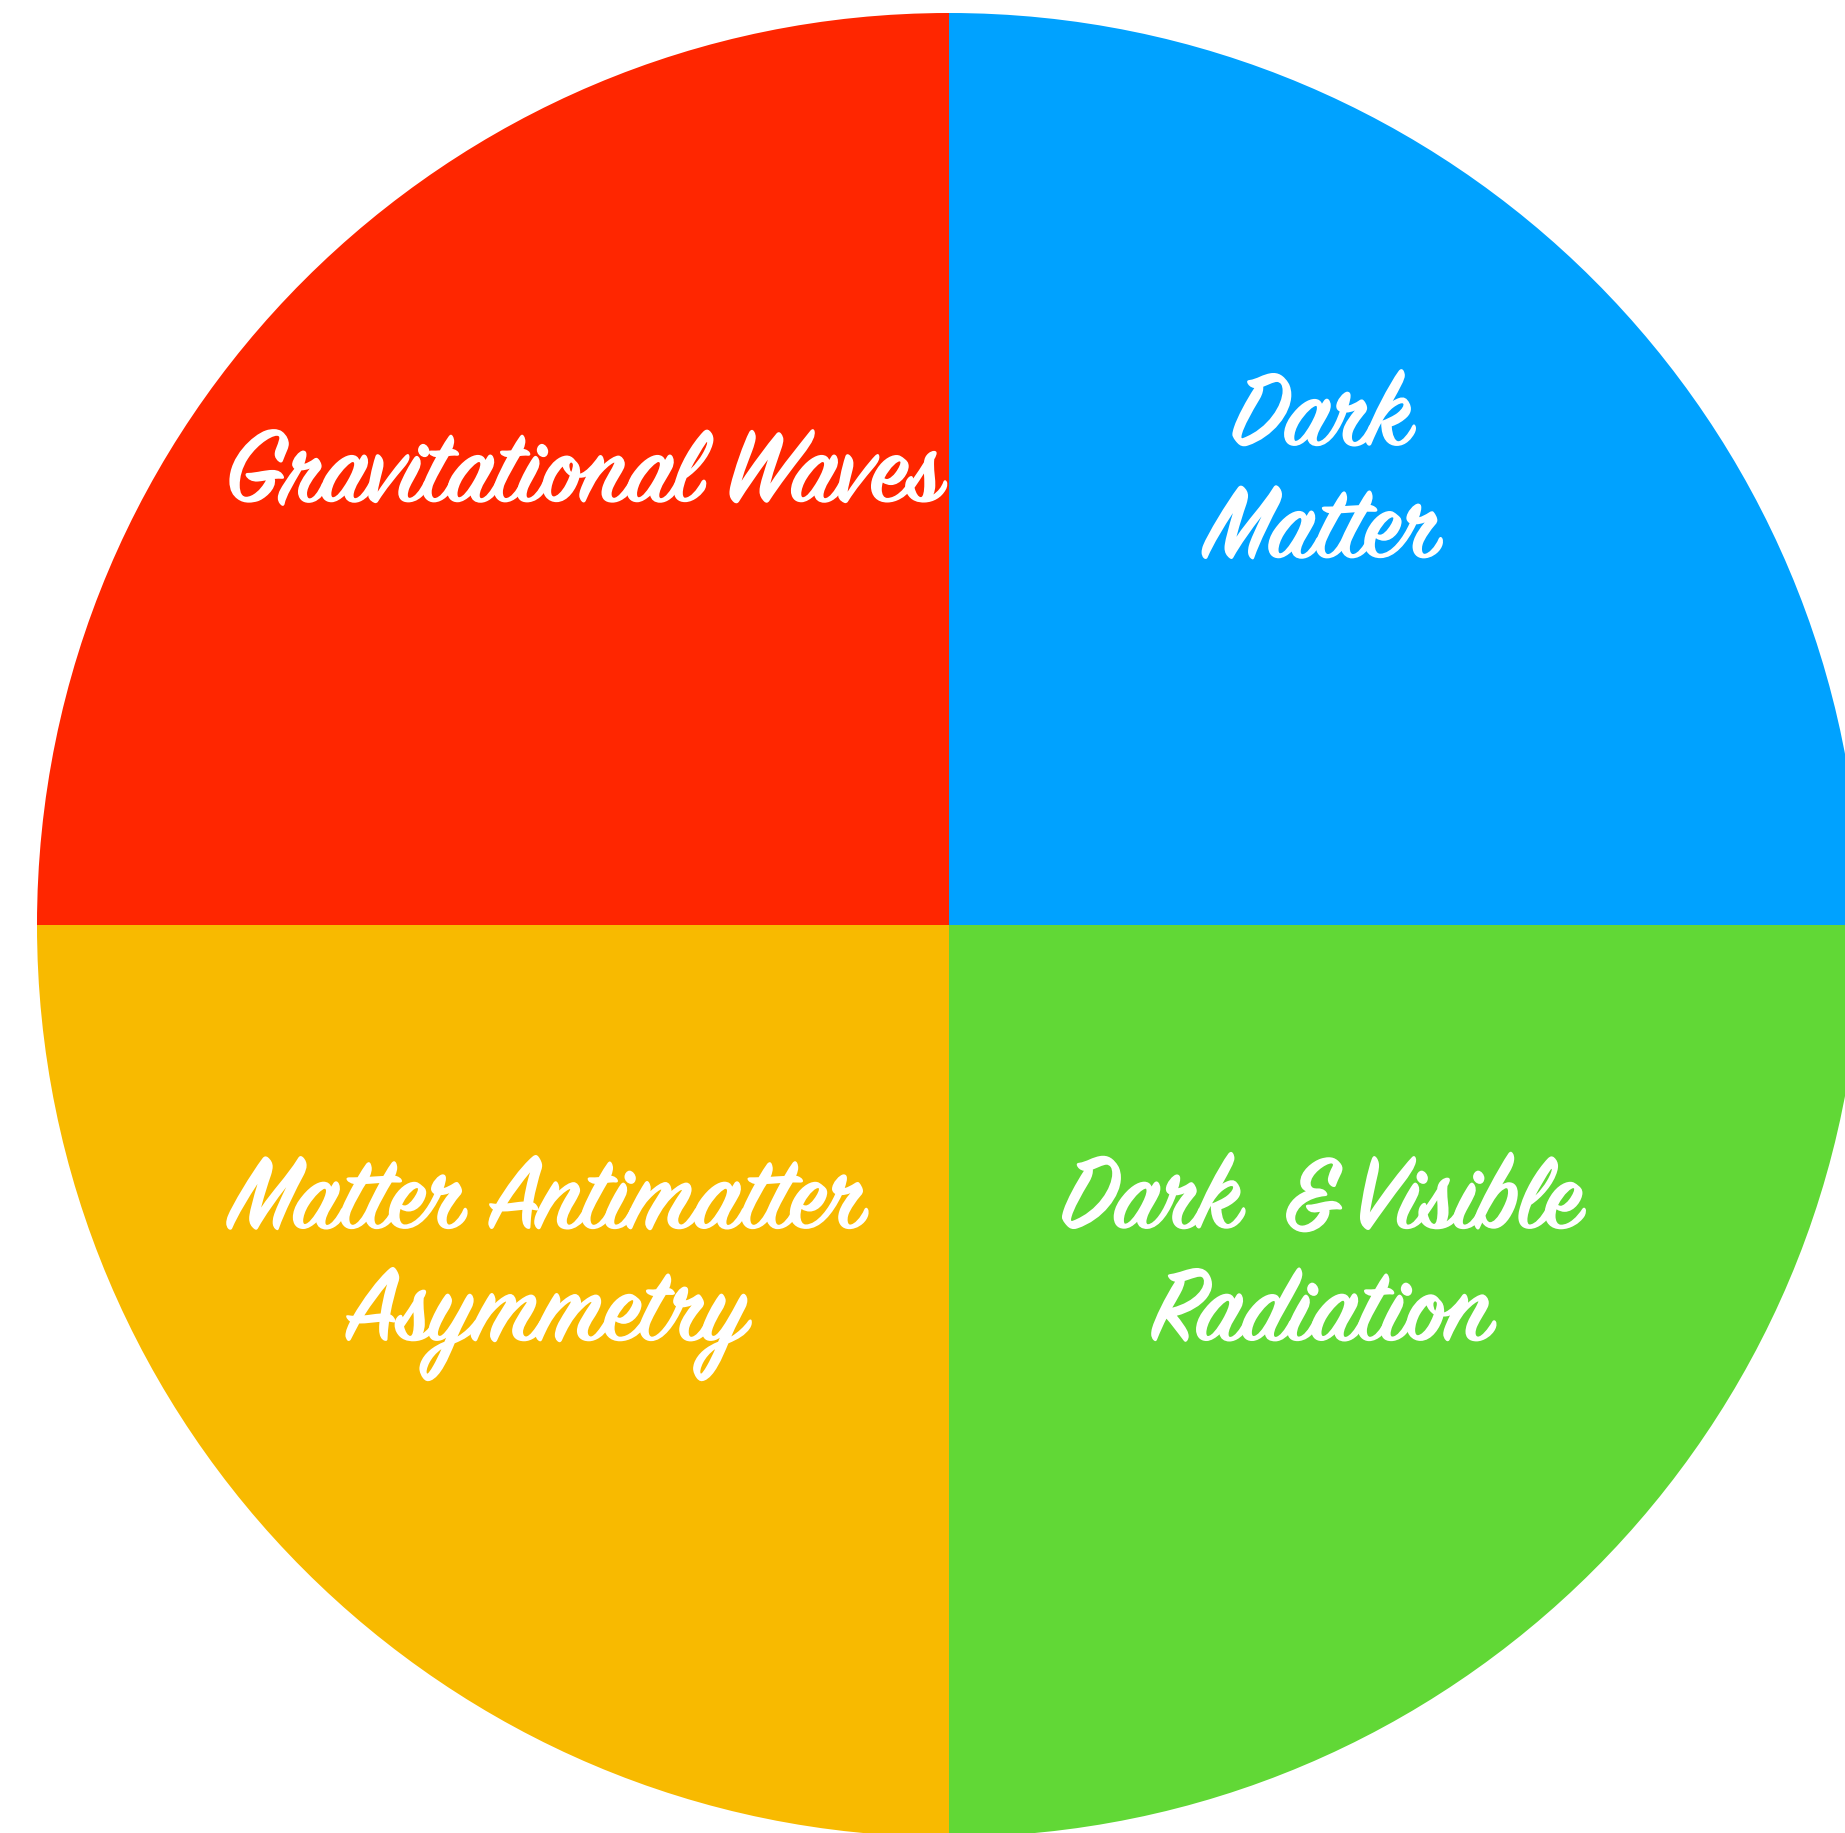 Gravitational Waves
Dark
Matter
Matter Antimatter
Asymmetry
Dark & Visible
Radiation